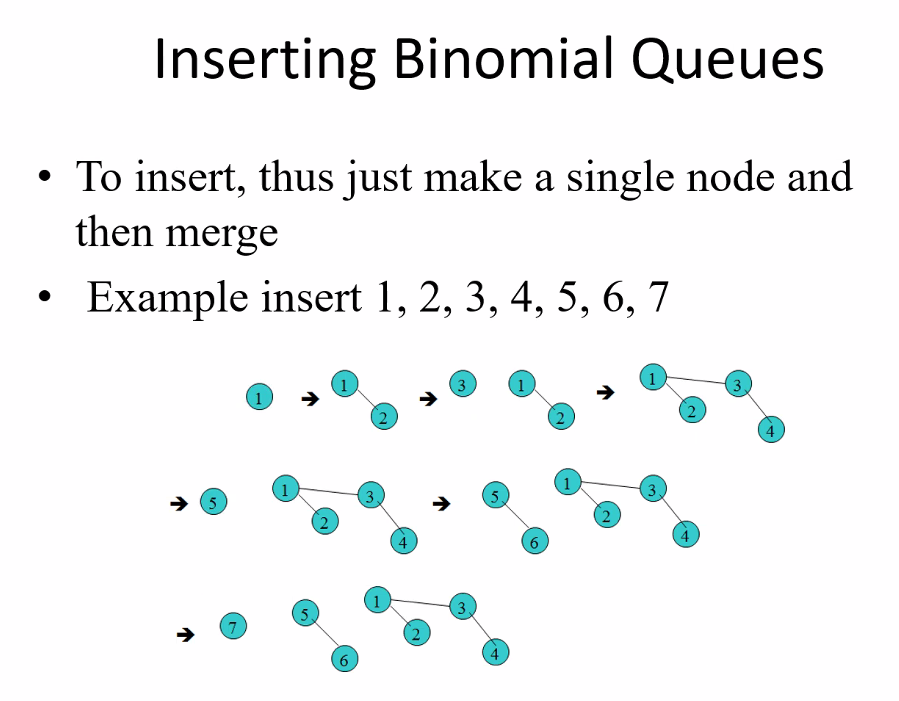 Inserting Binomial Queues
• To insert, thus just make a single node and
then merge
• Example insert 1, 2, 3, 4, 5, 6, 7
1 ➔ 1 2 ➔ 3 1 2 ➔ 1 2 3 4
➔ 5 1 2 3 4 ➔ 5 6 1 2 3 4
➔ 7 5 6 1 2 3 4